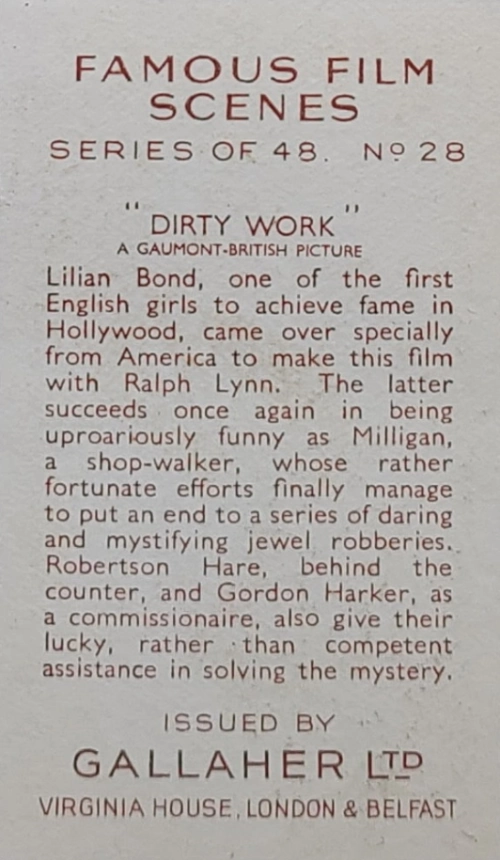 FAMOUS FILM
SCENES
SERIES OF 48. Nº 28
"DIRTY WORK"
A GAUMONT-BRITISH PICTURE
Lilian Bond, one of the first
English girls to achieve fame in
Hollywood, came over specially
from America to make this film
with Ralph Lynn. The latter
succeeds once again in being
uproariously funny as Milligan,
a shop-walker, whose rather
fortunate efforts finally manage
to put an end to a series of daring
and mystifying jewel robberies.
Robertson Hare, behind the
counter, and Gordon Harker, as
a commissionaire, also give their
lucky, rather than competent
assistance in solving the mystery.
ISSUED BY
GALLAHER LTD
VIRGINIA HOUSE, LONDON & BELFAST